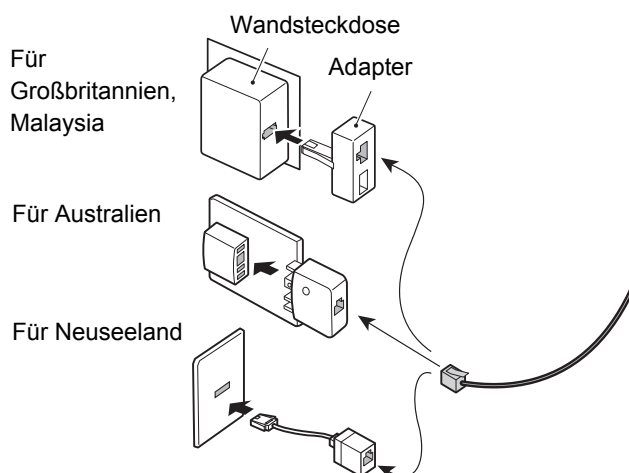 Wandsteckdose
Für
Großbritannien,
Malaysia
Adapter
Für Australien
Für Neuseeland